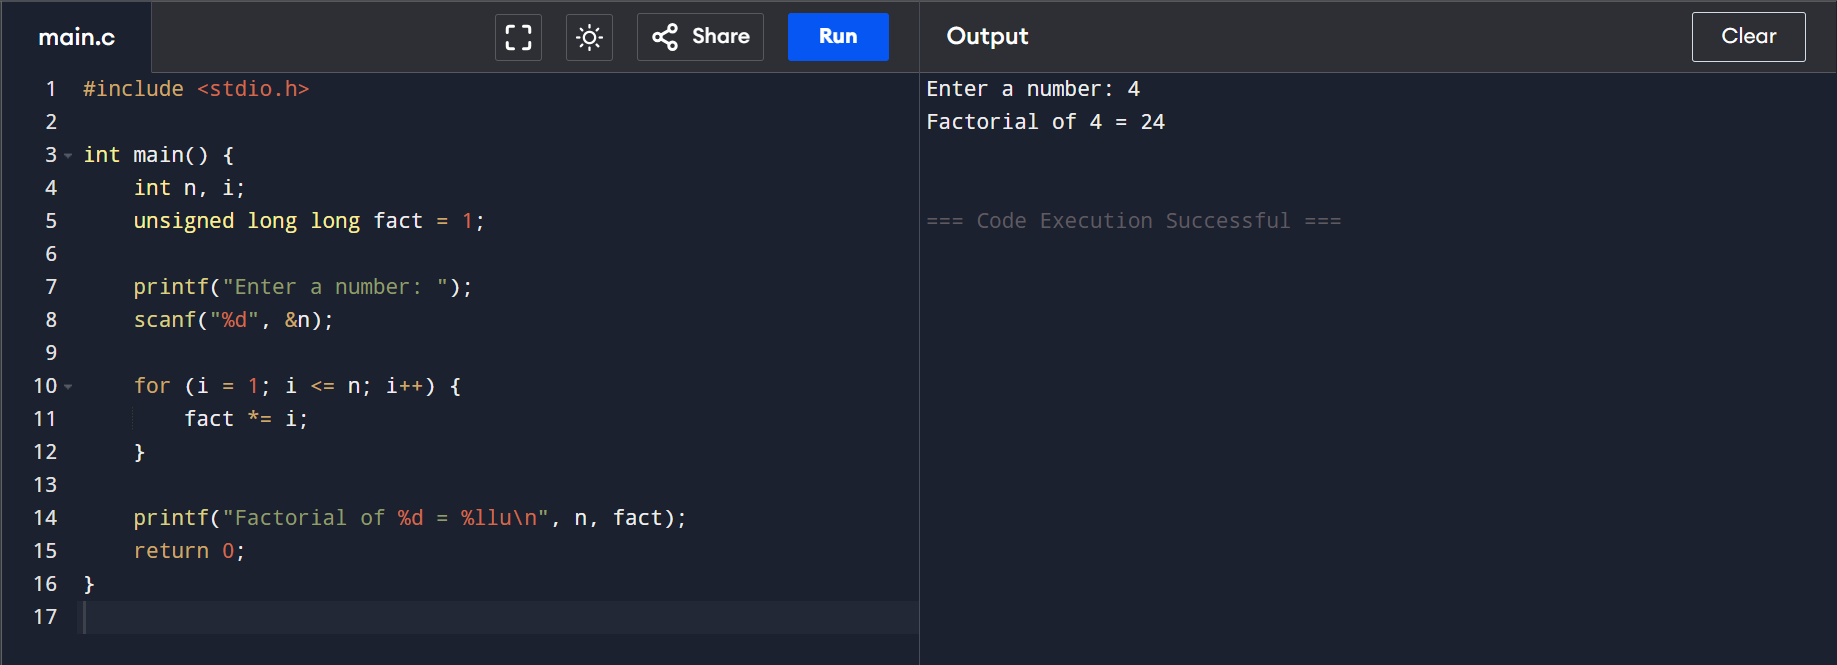 main.c
Share
Run
Output
Clear
1 #include <stdio.h>
2
3 int main() {
4     int n, i;
5     unsigned long long fact = 1;
6
7     printf("Enter a number: ");
8     scanf("%d", &n);
9
10     for (i = 1; i <= n; i++) {
11         fact *= i;
12     }
13
14     printf("Factorial of %d = %llu\n", n, fact);
15     return 0;
16 }
17
Enter a number: 4
Factorial of 4 = 24
=== Code Execution Successful ===